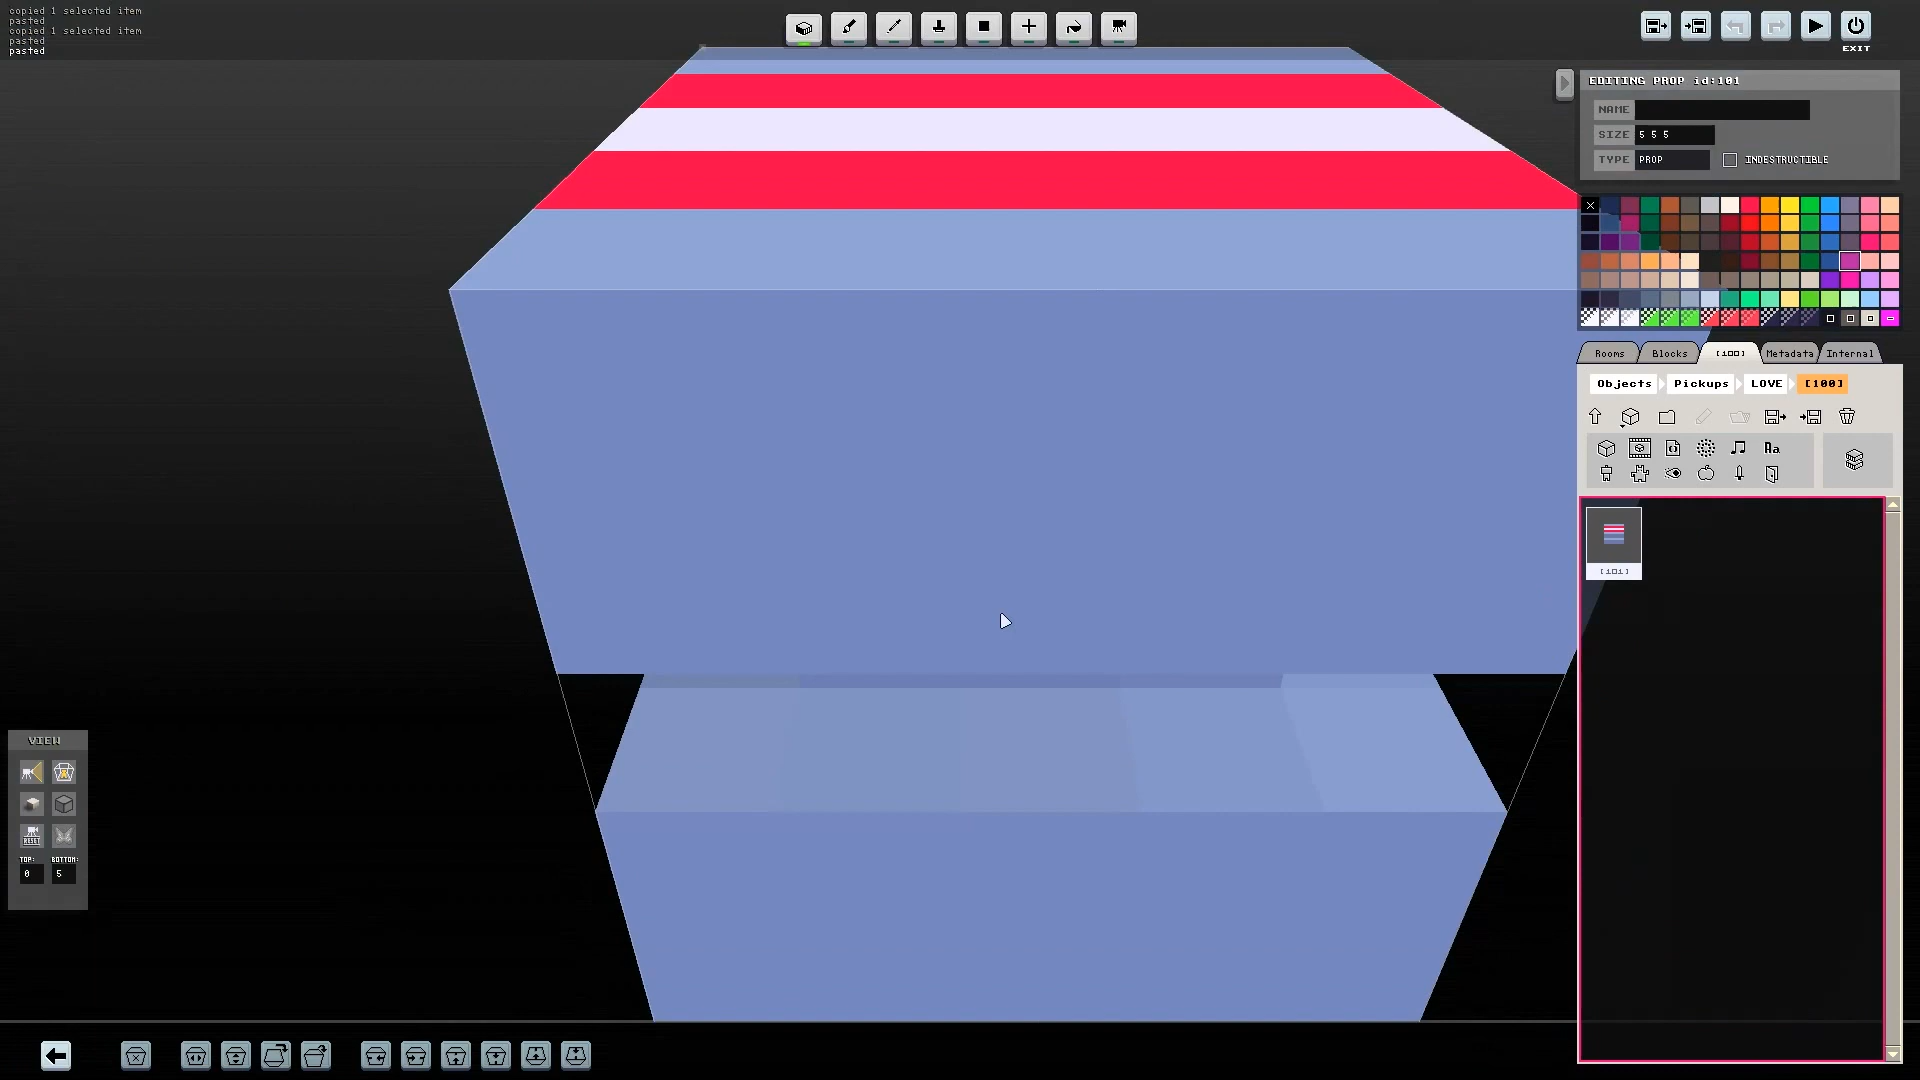 copied 1 selected item
pasted
copied 1 selected item
pasted
pasted
EXIT
EDITING PROP id:101
NAME
SIZE 5 5 5
TYPE PROP INDESTRUCTIBLE
Rooms Blocks [100] Metadata Internal
Objects Pickups LOVE [100]
Aa
[101]
VIEW
RESET
TOP: BOTTOM:
0 5